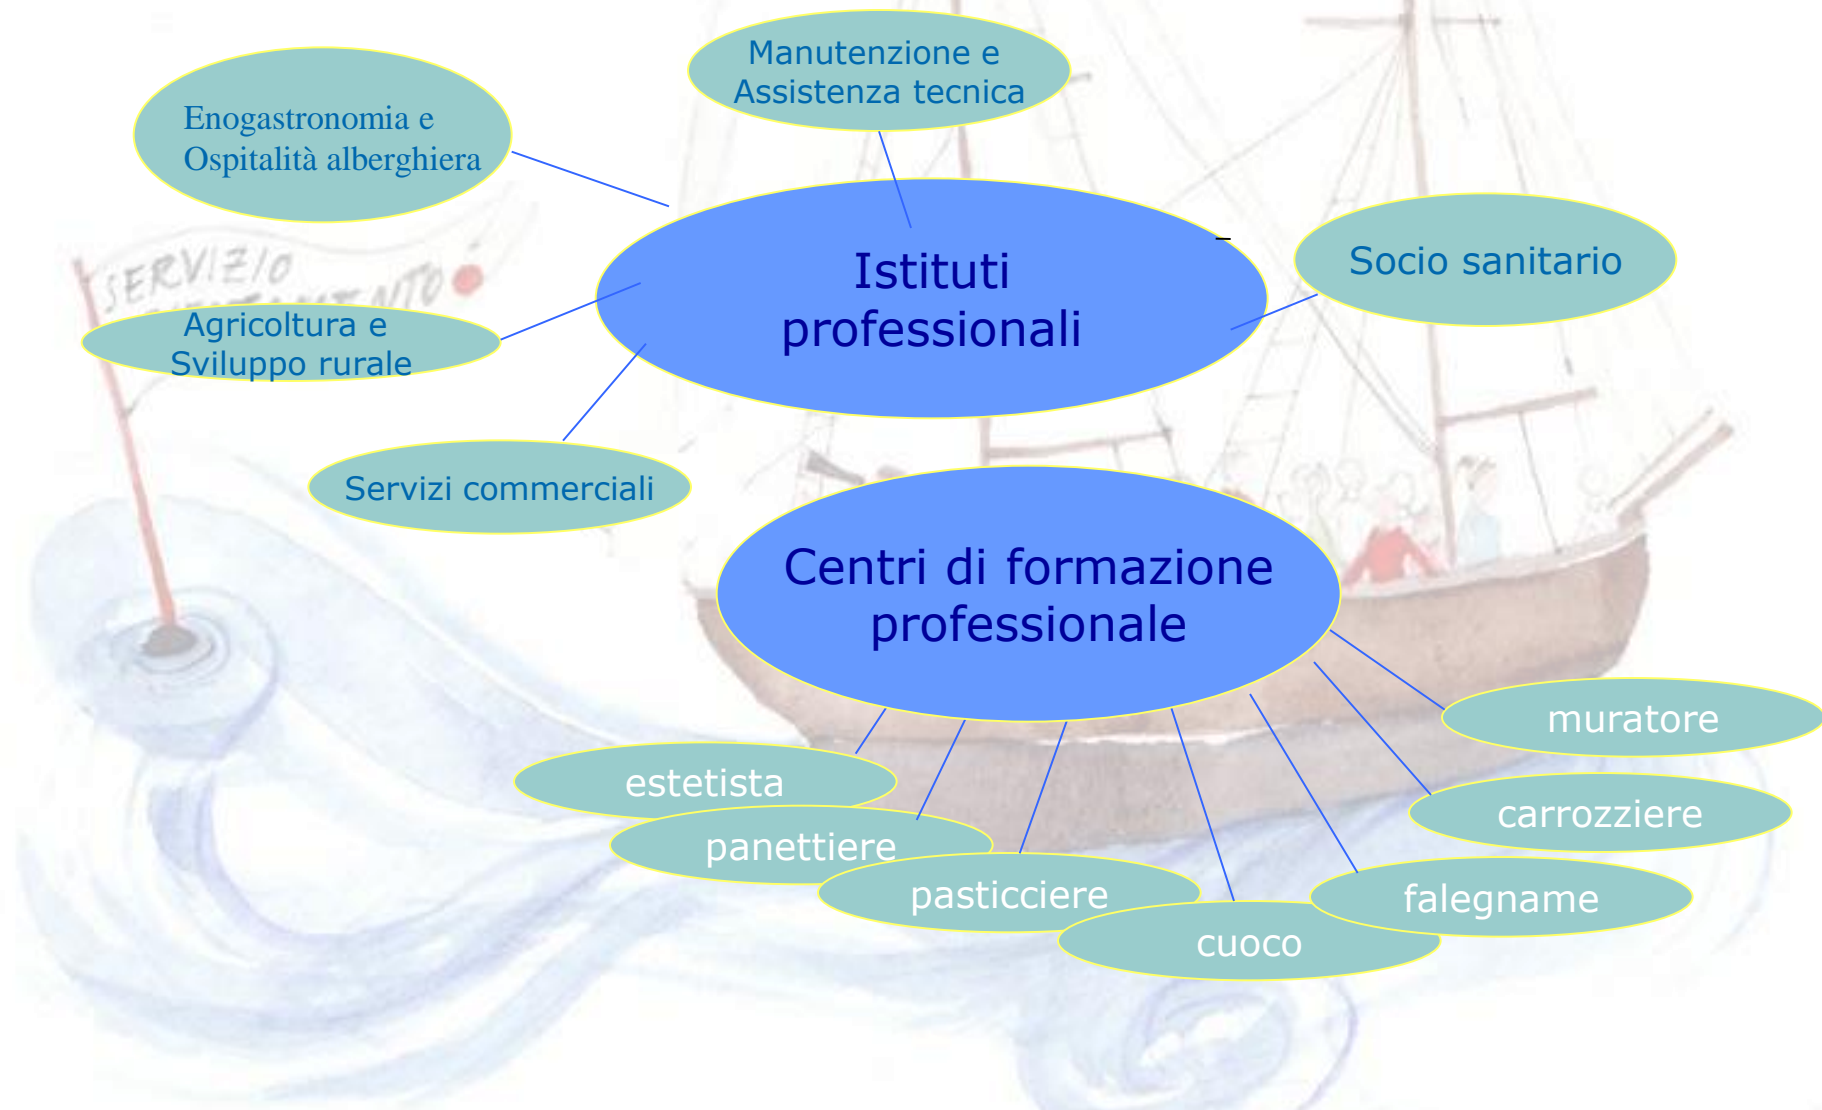 Manutenzione e
Assistenza tecnica
Enogastronomia e
Ospitalità alberghiera
Istituti
professionali
Socio sanitario
SERVIZIO
Agricoltura e
Sviluppo rurale
Servizi commerciali
Centri di formazione
professionale
muratore
estetista
carrozziere
panettiere
pasticciere
falegname
cuoco